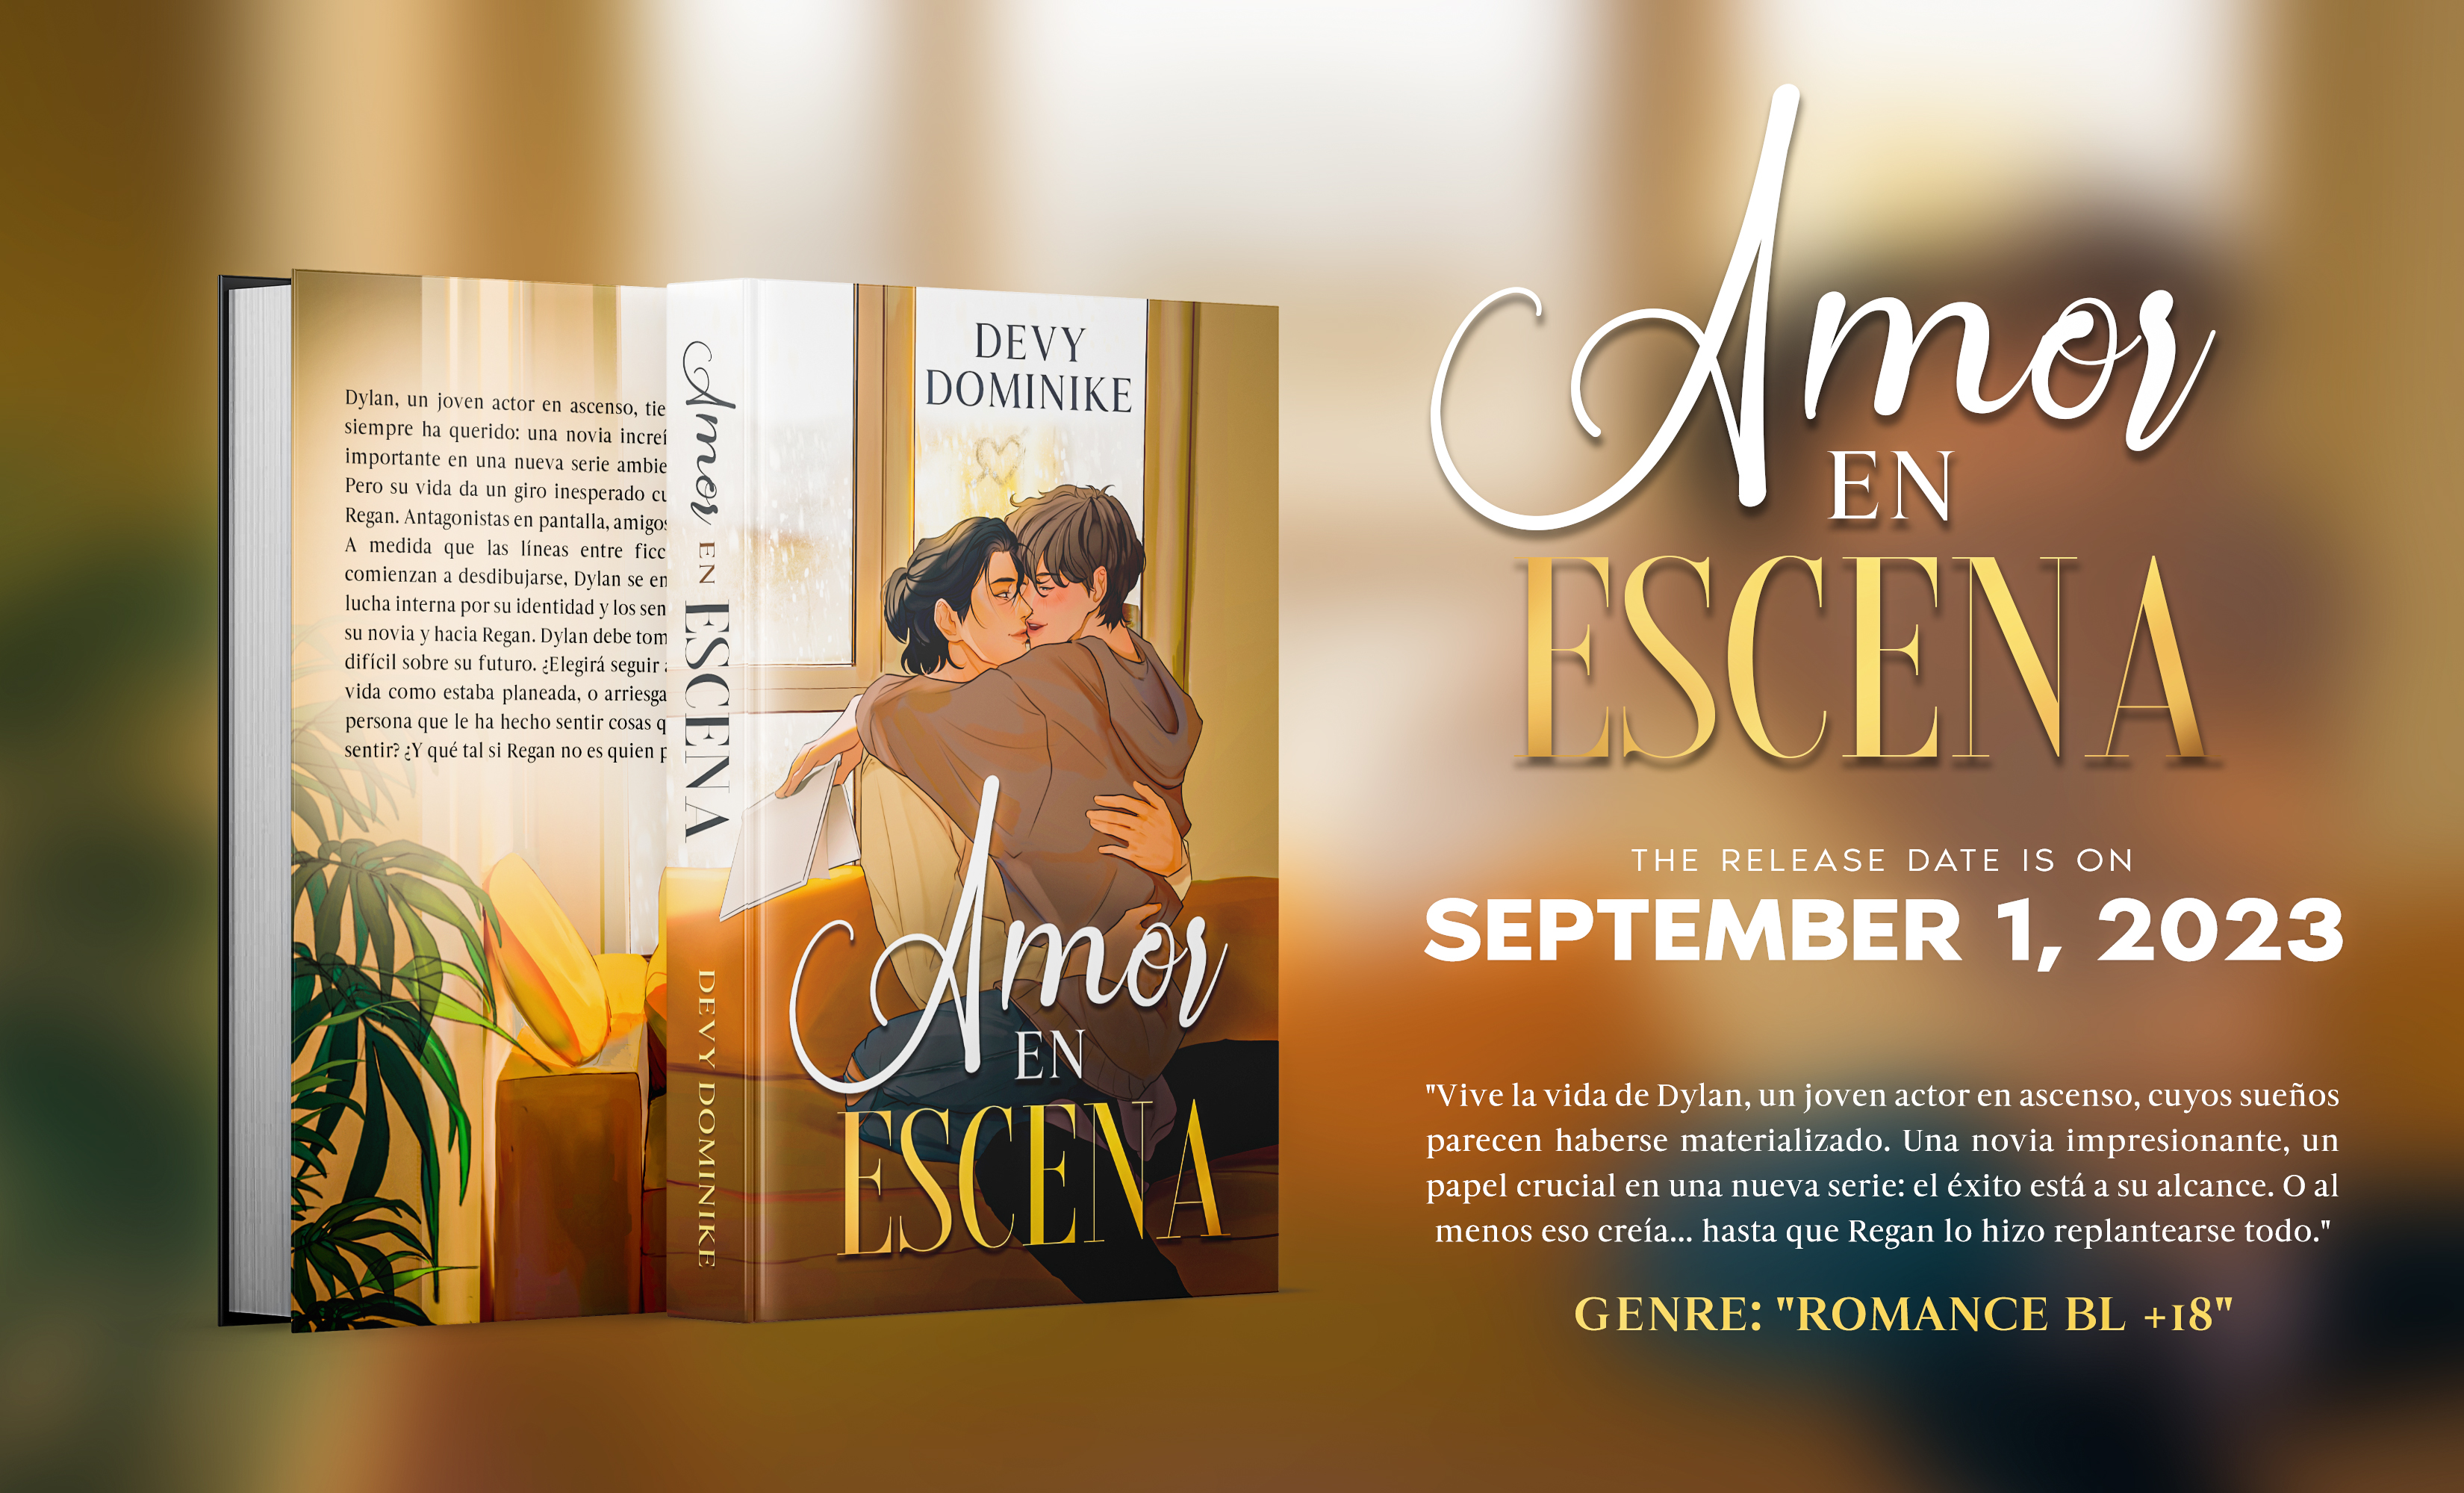 Dylan, un joven actor en ascenso,
siempre ha querido: una novia
importante en una nueva serie
Pero su vida da un giro inesperado
Regan. Antagonistas en pantalla,
A medida que las líneas entre
comienzan a desdibujarse, Dylan se
lucha interna por su identidad y los
su novia y hacia Regan. Dylan debe
difícil sobre su futuro. ¿Elegirá seguir
vida como estaba planeada, o
persona que le ha hecho sentir cosas
sentir? ¿Y qué tal si Regan no es quien
Amor EN ESCENA
DEVY DOMINIKE
DEVY
DOMINIKE
Amor
EN
ESCENA
Amor
EN
ESCENA
THE RELEASE DATE IS ON
SEPTEMBER 1, 2023
"Vive la vida de Dylan, un joven actor en ascenso, cuyos sueños
parecen haberse materializado. Una novia impresionante, un
papel crucial en una nueva serie: el éxito está a su alcance. O al
menos eso creía... hasta que Regan lo hizo replantearse todo."
GENRE: "ROMANCE BL +18"